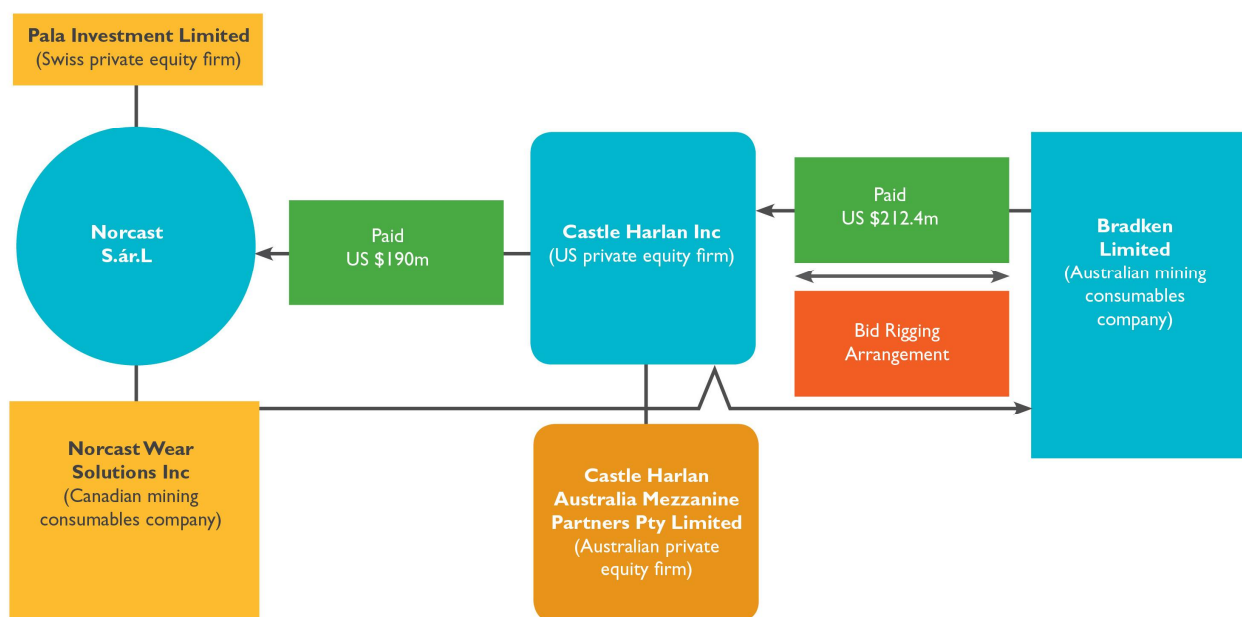 Pala Investment Limited
(Swiss private equity firm)
Norcast
S.ár.L
Paid
US $190m
Castle Harlan Inc
(US private equity firm)
Paid
US $212.4m
Bradken
Limited
(Australian mining
consumables
company)
Bid Rigging
Arrangement
Norcast Wear
Solutions Inc
(Canadian mining
consumables company)
Castle Harlan
Australia Mezzanine
Partners Pty Limited
(Australian private
equity firm)